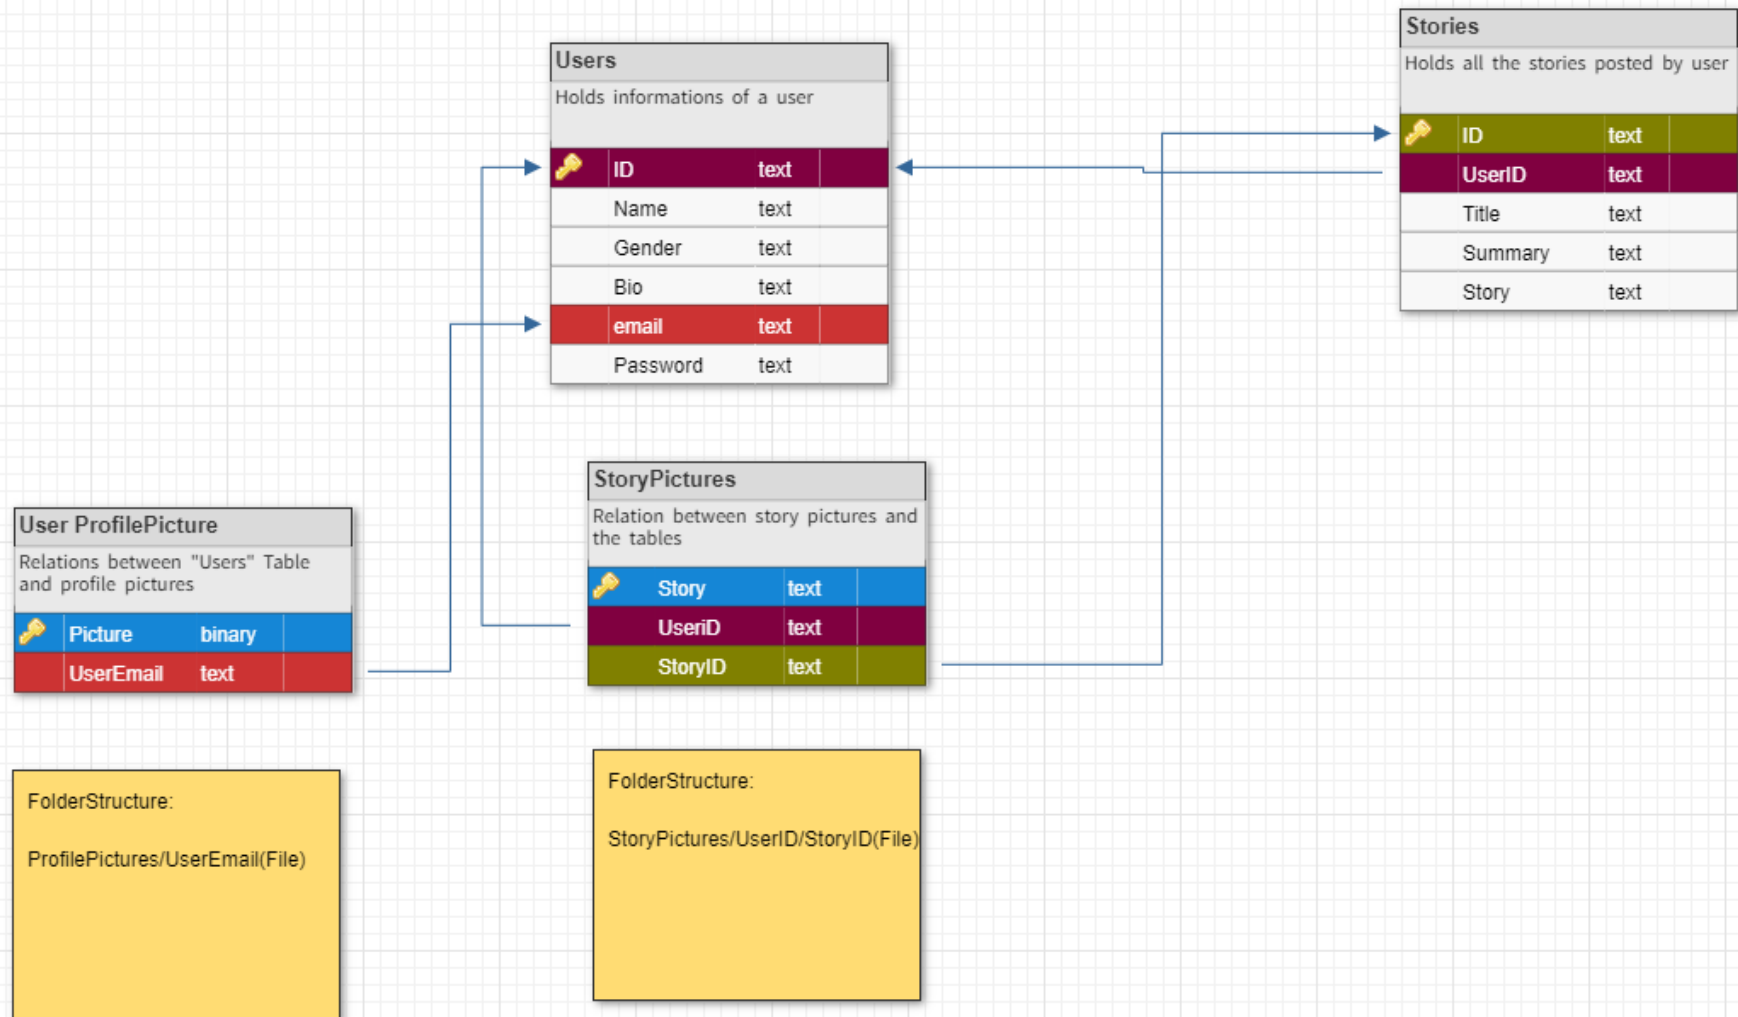 Users
Holds informations of a user
ID text
Name text
Gender text
Bio text
email text
Password text
Stories
Holds all the stories posted by user
ID text
UserID text
Title text
Summary text
Story text
User ProfilePicture
Relations between "Users" Table
and profile pictures
Picture binary
UserEmail text
StoryPictures
Relation between story pictures and
the tables
Story text
UseriD text
StoryID text
FolderStructure:
ProfilePictures/UserEmail(File)
FolderStructure:
StoryPictures/UserID/StoryID(File)